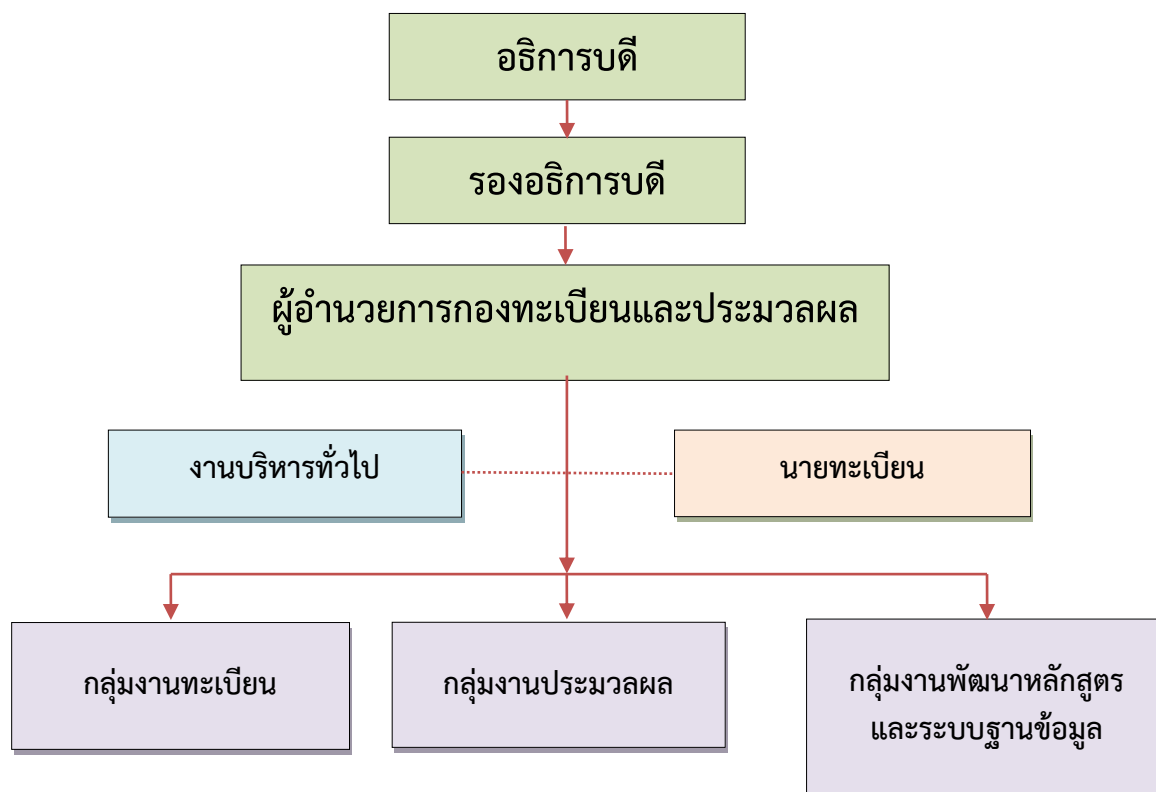 อธิการบดี
รองอธิการบดี
ผู้อำนวยการกองทะเบียนและประมวลผล
งานบริหารทั่วไป
นายทะเบียน
กลุ่มงานทะเบียน
กลุ่มงานประมวลผล
กลุ่มงานพัฒนาหลักสูตร
และระบบฐานข้อมูล